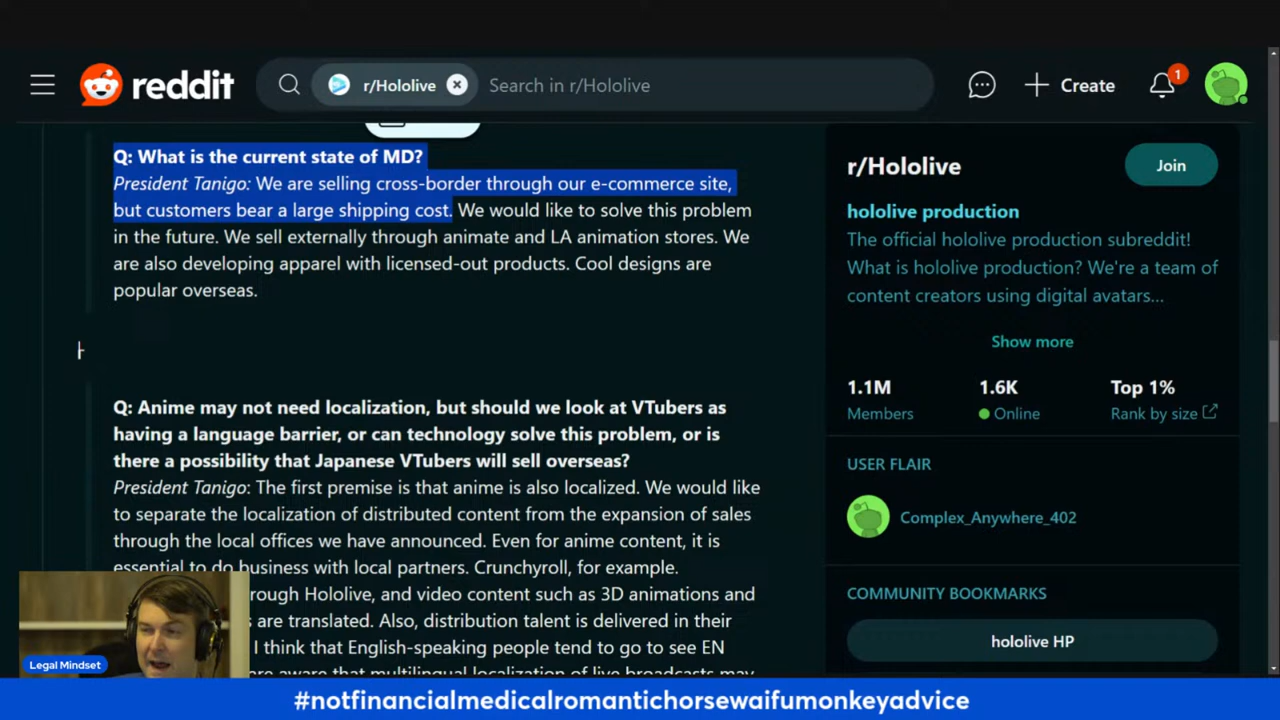 reddit
r/Hololive
Search in r/Hololive
Create
1
Q: What is the current state of MD?
President Tanigo: We are selling cross-border through our e-commerce site,
but customers bear a large shipping cost. We would like to solve this problem
in the future. We sell externally through animate and LA animation stores. We
are also developing apparel with licensed-out products. Cool designs are
popular overseas.
Q: Anime may not need localization, but should we look at VTubers as
having a language barrier, or can technology solve this problem, or is
there a possibility that Japanese VTubers will sell overseas?
President Tanigo: The first premise is that anime is also localized. We would like
to separate the localization of distributed content from the expansion of sales
through the local offices we have announced. Even for anime content, it is
essential to do business with local partners. Crunchyroll, for example.
rough Hololive, and video content such as 3D animations and
s are translated. Also, distribution talent is delivered in their
I think that English-speaking people tend to go to see EN
re aware that multilingual localization of live broadcasts may
r/Hololive
Join
hololive production
The official hololive production subreddit!
What is hololive production? We're a team of
content creators using digital avatars...
Show more
1.1M
1.6K
Top 1%
Members
Online
Rank by size
USER FLAIR
Complex_Anywhere_402
COMMUNITY BOOKMARKS
hololive HP
Legal Mindset
#notfinancialmedicalromantichorsewaifumonkeyadvice